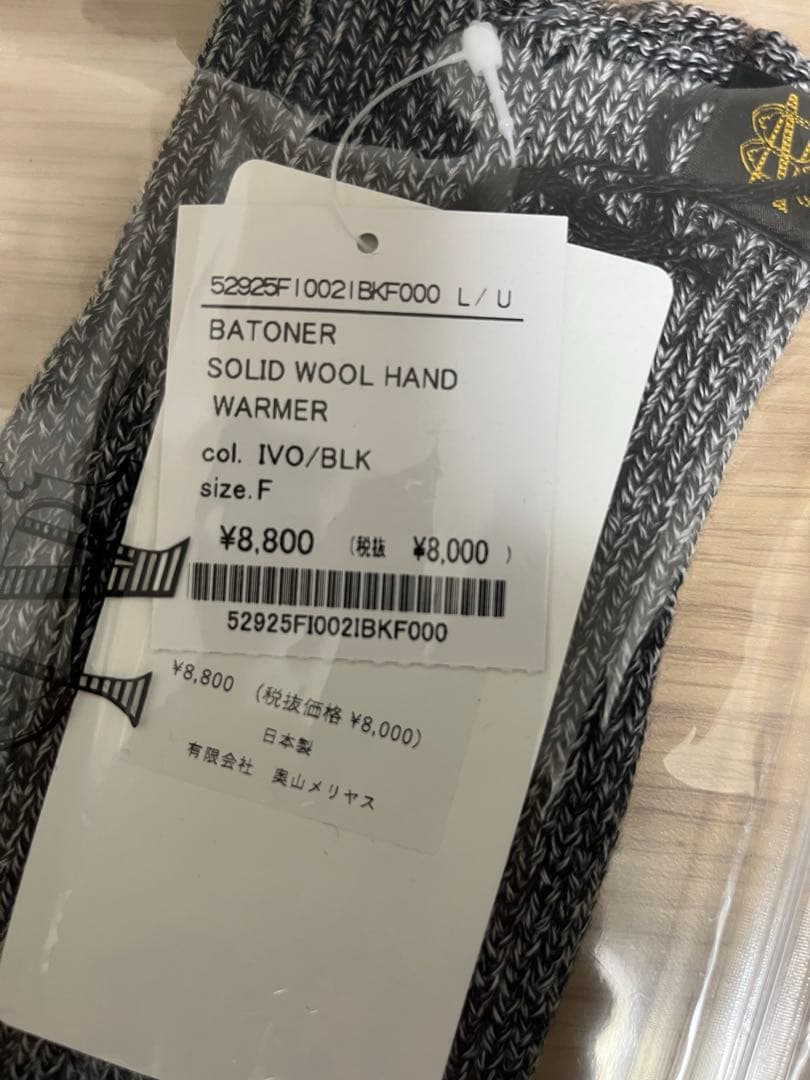 52925FI002IBKF000 L/U
BATONER
SOLID WOOL HAND
WARMER
col. IVO/BLK
size.F
¥8,800 (税抜 ¥8,000 )
52925FI002IBKF000
¥8,800 (税抜価格 ¥8,000)
日本製
有限会社 奥山メリヤス